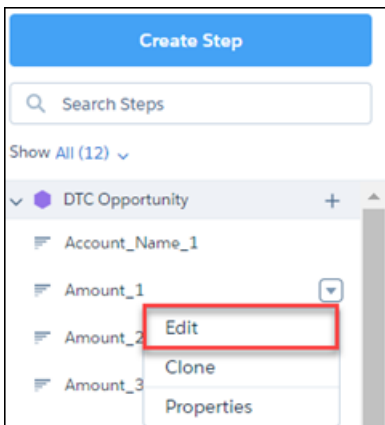 Create Step
Search Steps
Show All (12)
DTC Opportunity +
Account_Name_1
Amount_1
Edit
Amount_2
Clone
Amount_3
Properties